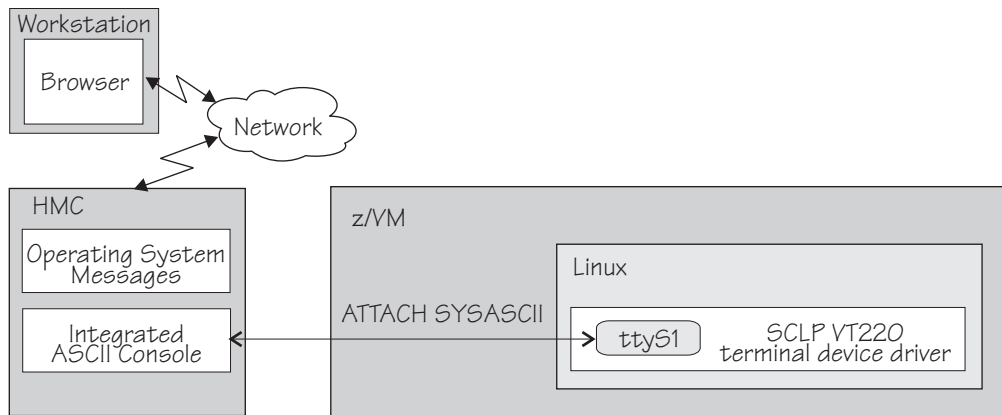 Workstation
Browser
Network
HMC
Operating System
Messages
Integrated
ASCII Console
z/VM
Linux
ATTACH SYSASCII
ttyS1
SCLP VT220
terminal device driver